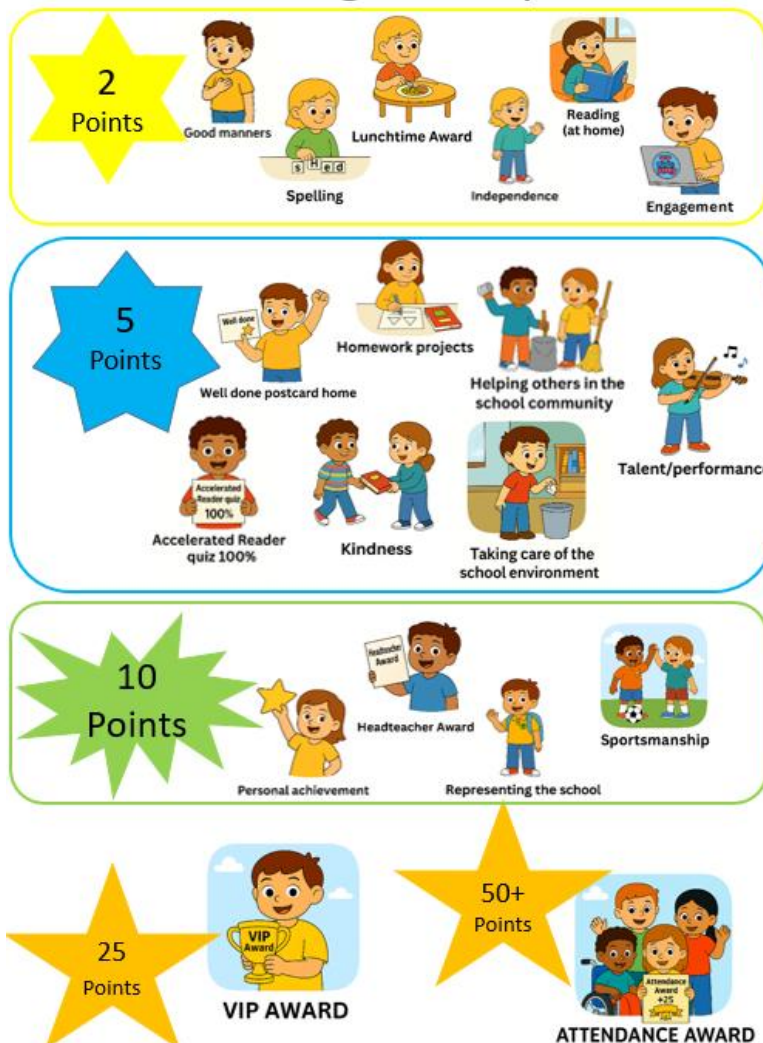 2
Points
Good manners
s H e d
Spelling
Lunchtime Award
Independence
Reading
(at home)
Engagement
5
Points
Well done
Well done postcard home
Homework projects
Helping others in the
school community
Talent/performance
Accelerated
Reader quiz
100%
Accelerated Reader
quiz 100%
Kindness
Taking care of the
school environment
10
Points
Personal achievement
Headteacher
Award
Headteacher Award
Representing the school
Sportsmanship
25
Points
VIP
Award
VIP AWARD
50+
Points
Attendance
Award
+25
ATTENDANCE AWARD